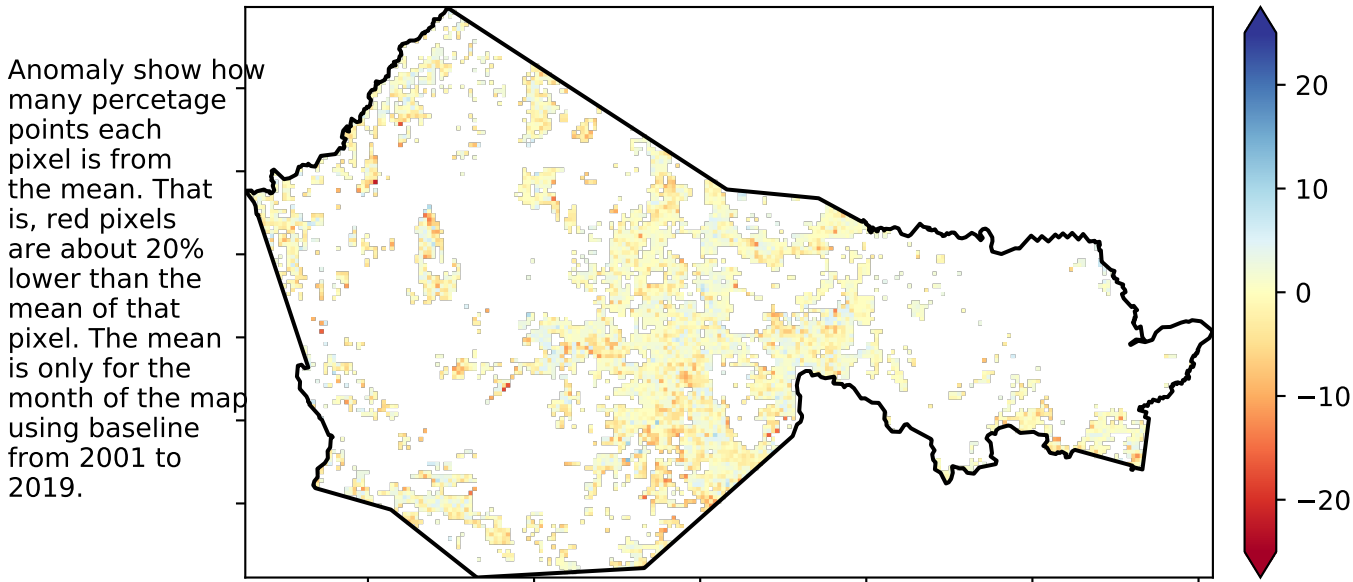 Anomaly show how
many percetage
points each
pixel is from
the mean. That
is, red pixels
are about 20%
lower than the
mean of that
pixel. The mean
is only for the
month of the map
using baseline
from 2001 to
2019.
20
10
0
−10
−20